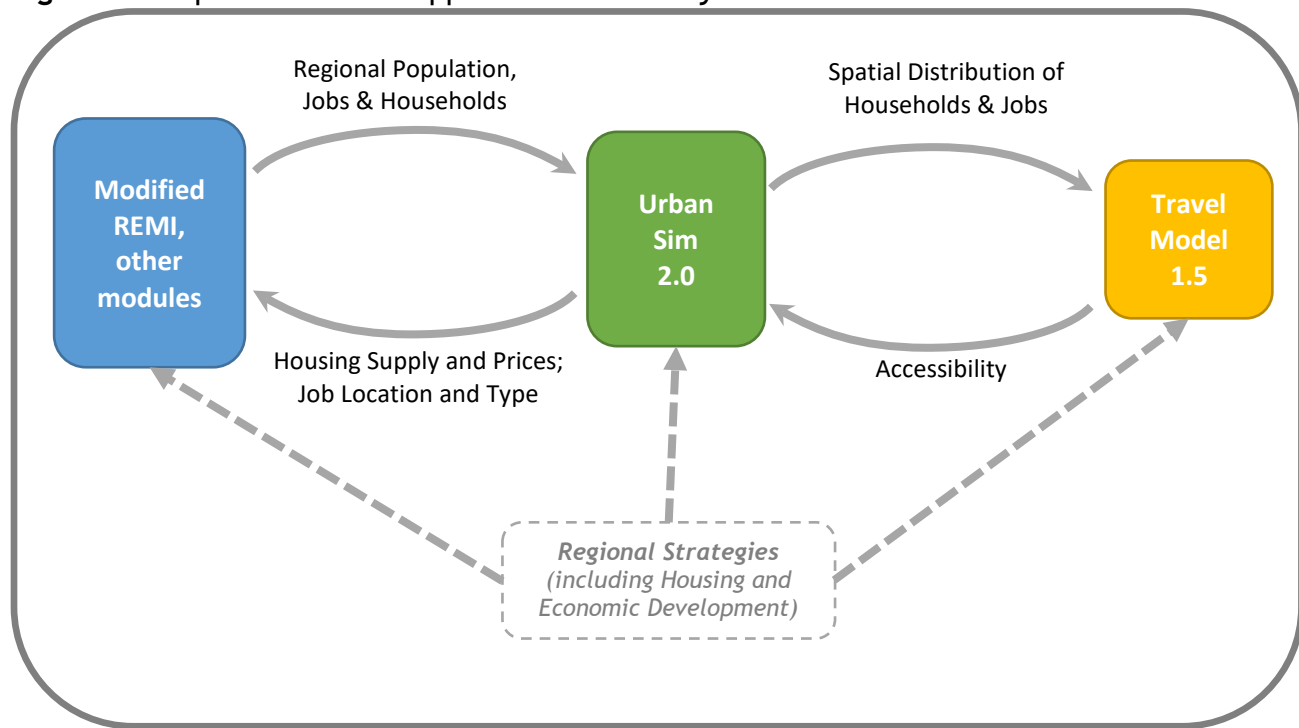 Regional Population,
Jobs & Households
Spatial Distribution of
Households & Jobs
Modified
REMI,
other
modules
Urban
Sim
2.0
Travel
Model
1.5
Housing Supply and Prices;
Job Location and Type
Accessibility
Regional Strategies
(including Housing and
Economic Development)